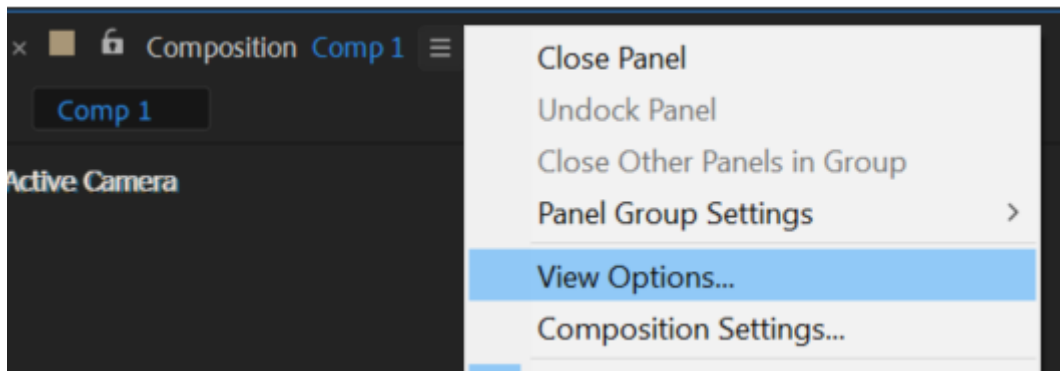 Composition Comp 1
Comp 1
Active Camera
Close Panel
Undock Panel
Close Other Panels in Group
Panel Group Settings
View Options...
Composition Settings...